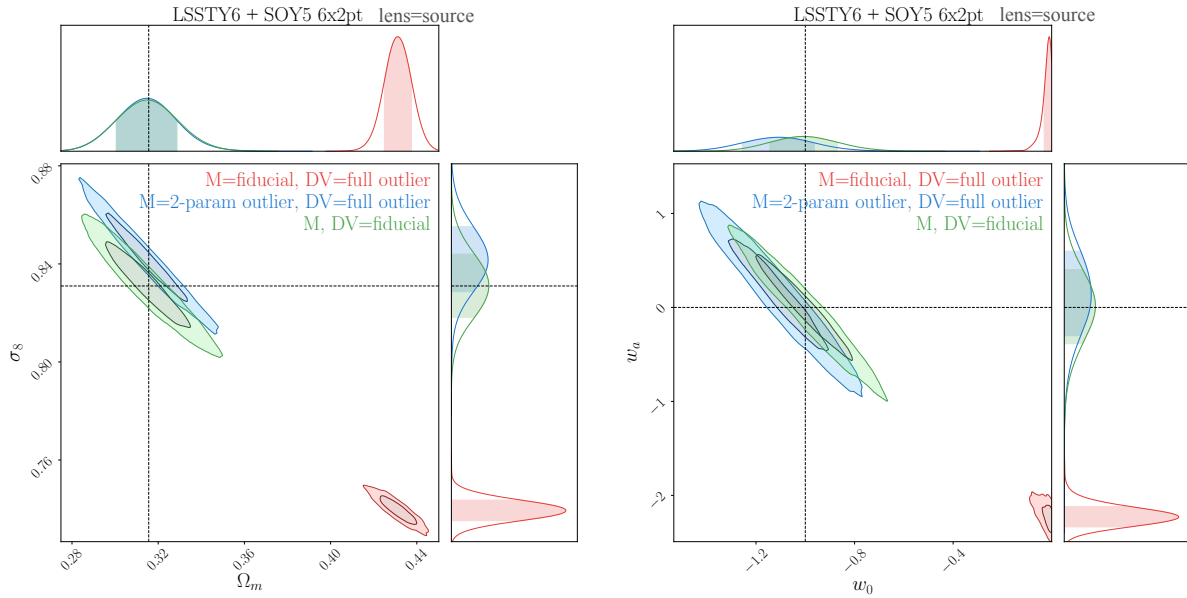 LSSTY6 + SOY5 6x2pt lens=source
M=fiducial, DV=full outlier
M=2-param outlier, DV=full outlier
M, DV=fiducial
0.88
0.84
0.80
0.76
σ8
0.28 0.32 0.36 0.40 0.44
Ωm
LSSTY6 + SOY5 6x2pt lens=source
M=fiducial, DV=full outlier
M=2-param outlier, DV=full outlier
M, DV=fiducial
1
0
−1
−2
wa
−1.2 −0.8 −0.4
w0